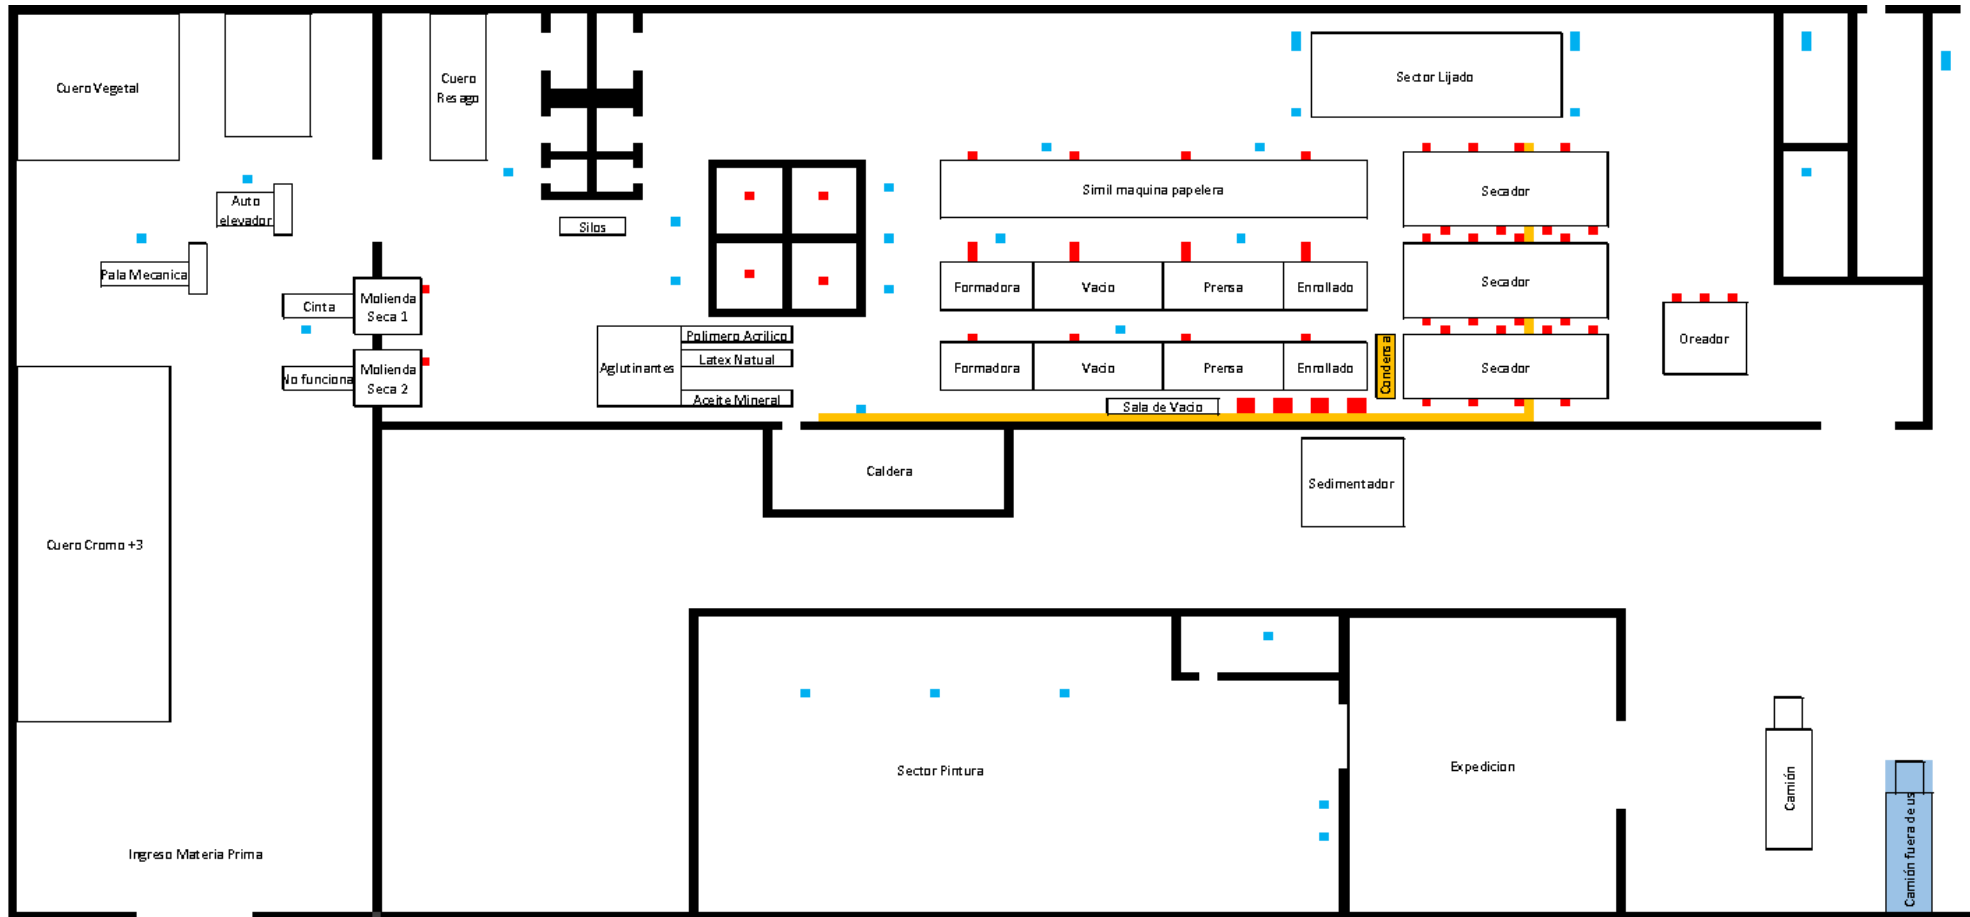 Cuero Vegetal
Cuero
Resago
Sector Lijado
Auto
elevador
Pala Mecanica
Silos
Simil maquina papelera
Secador
Cinta
Molienda
Seca 1
Formadora
Vacio
Prensa
Enrollado
Secador
Oreador
No funciona
Molienda
Seca 2
Aglutinantes
Polimero Acrilico
Latex Natual
Aceite Mineral
Formadora
Vacio
Prensa
Enrollado
Condensa
Secador
Sala de Vacio
Caldera
Sedimentador
Cuero Cromo +3
Sector Pintura
Expedicion
Camión
Camión fuera de us
Ingreso Materia Prima